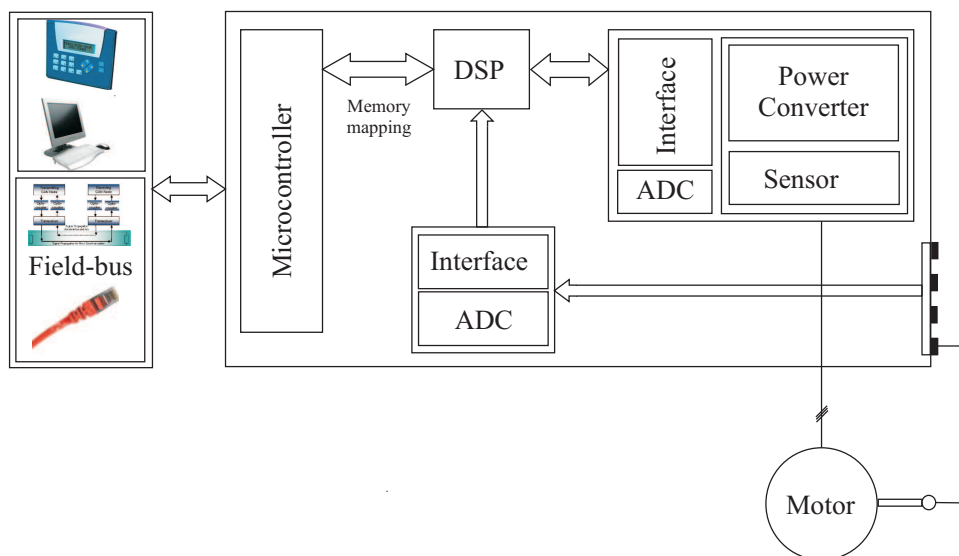 Microcontroller
Memory
mapping
DSP
Interface
ADC
Power
Converter
Sensor
Interface
ADC
Field-bus
Motor